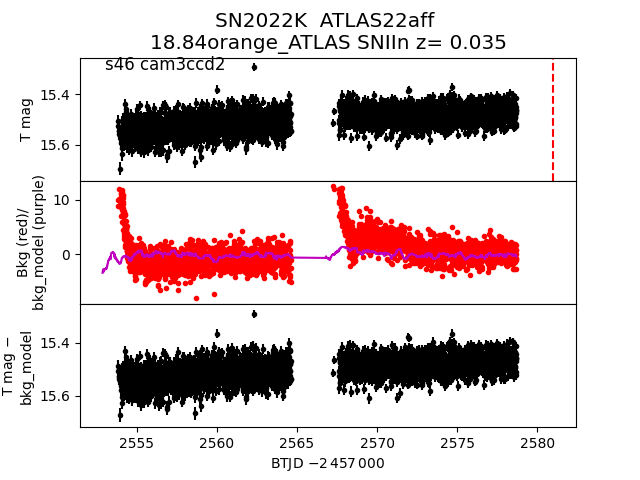 SN2022K ATLAS22aff
18.84orange_ATLAS SNIIn z= 0.035
s46 cam3ccd2
T mag
15.4
15.6
Bkg (red)/
bkg_model (purple)
10
0
T mag −
bkg_model
15.4
15.6
2555 2560 2565 2570 2575 2580
BTJD −2 457 000